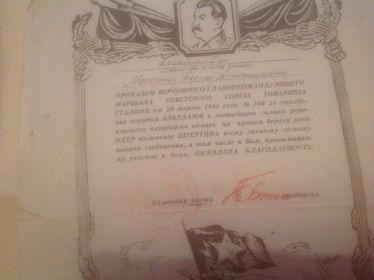 ПРИКАЗОМ ВЕРХОВНОГО ГЛАВНОКОМАНДУЮЩЕГО
МАРШАЛА СОВЕТСКОГО СОЮЗА ТОВАРИЩА
СТАЛИНА от 20 марта 1945 года № 304 за овладе-
ние городом АЛЬТДАММ и ликвидацию сильно укре-
пленного плацдарма немцев на правом берегу реки
ОДЕР восточнее ШТЕТТИНА всему личному составу
нашего соединения, в том числе и Вам, принимавше-
му участие в боях, ОБЪЯВЛЕНА БЛАГОДАРНОСТЬ.
Командир части (подпись).